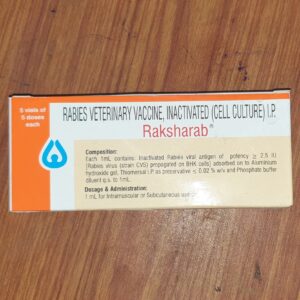 5 vials of
5 doses
each
RABIES VETERINARY VACCINE, INACTIVATED (CELL CULTURE) I.P.
Raksharab®
Composition:
Each 1mL contains: Inactivated Rabies viral antigen of potency ≥ 2.5 IU
(Rabies virus (strain CVS) propogated on BHK cells) adsorbed on to Aluminium
hydroxide gel, Thiomersal I.P. as preservative ≤ 0.02 % w/v and Phosphate buffer
diluent q.s. to 1mL.
Dosage & Administration:
1 mL for Intramuscular or Subcutaneous use